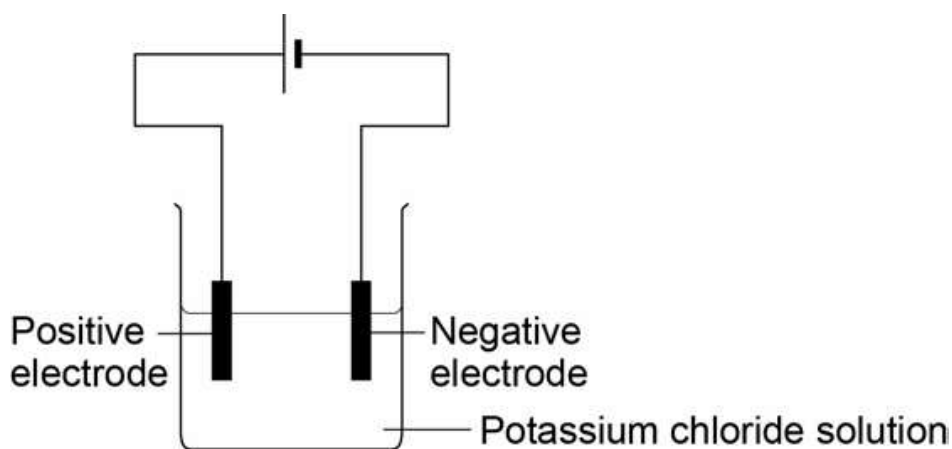 Positive
electrode
Negative
electrode
Potassium chloride solution